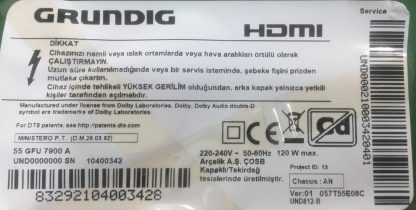 GRUNDIG
HDMI
Service
DİKKAT
Cihazınızı nemli veya ıslak ortamlarda veya hava aralıkları örtülü olarak
ÇALIŞTIRMAYIN.
Uzun süre kullanılmadığında veya bir servis isteminde, şebeke fişini prizden
muhakkak çıkartınız.
Cihaz içinde tehlikeli YÜKSEK GERİLİM olduğundan, arka kapak yalnızca yetkili
kişiler tarafından açılmalıdır.
Manufactured under license from Dolby Laboratories. Dolby, Dolby Audio double-D
symbol are trademarks of Dolby Laboratories.
For DTS patents, see http://patents.dts.com
MINISTERO P. T. (D.M.26.03.92)
55 GFU 7900 A
UND0000000 SN 10400342
83292104003428
220-240V ~ 50-60Hz 120 W max.
Arçelik A.Ş. ÇOSB
Kapaklı/Tekirdağ
tesislerinde üretilmiştir.
Project ID: 13
Chassis : AN
Ver:01 057T55E08C
UND812-B